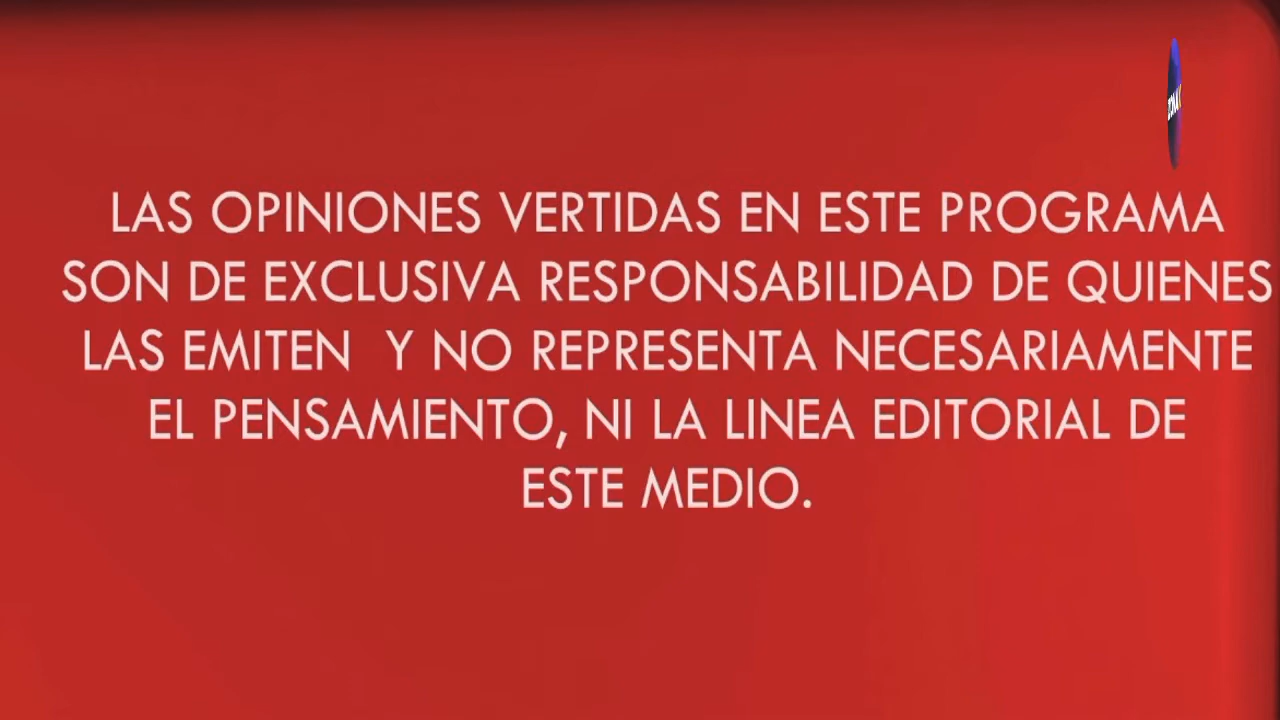 LAS OPINIONES VERTIDAS EN ESTE PROGRAMA
SON DE EXCLUSIVA RESPONSABILIDAD DE QUIENES
LAS EMITEN Y NO REPRESENTA NECESARIAMENTE
EL PENSAMIENTO, NI LA LINEA EDITORIAL DE
ESTE MEDIO.